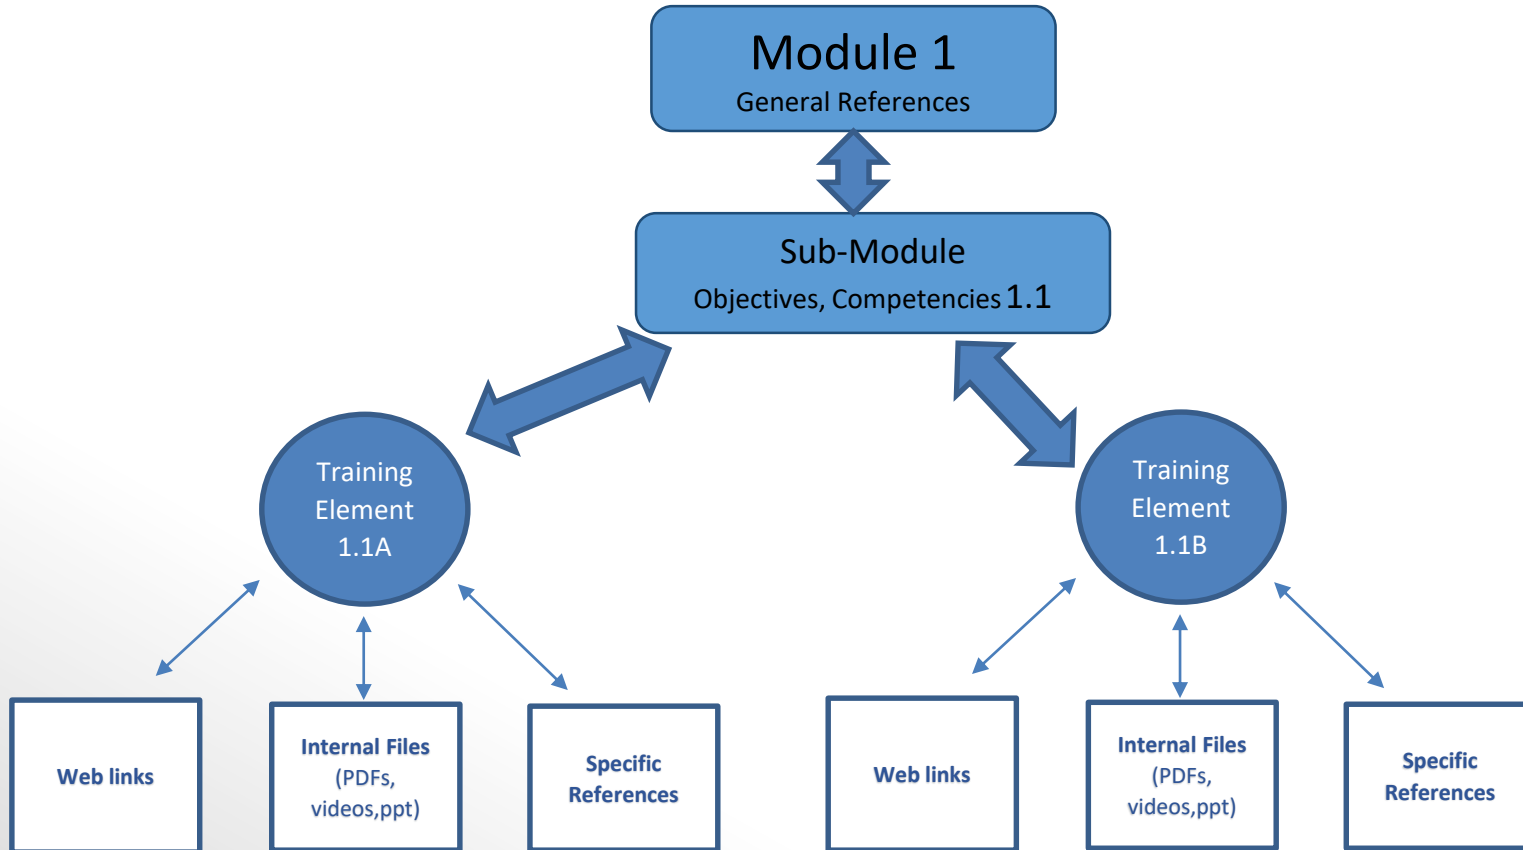 Module 1
General References
Sub-Module
Objectives, Competencies 1.1
Training
Element
1.1A
Training
Element
1.1B
Web links
Internal Files
(PDFs,
videos,ppt)
Specific
References
Web links
Internal Files
(PDFs,
videos,ppt)
Specific
References